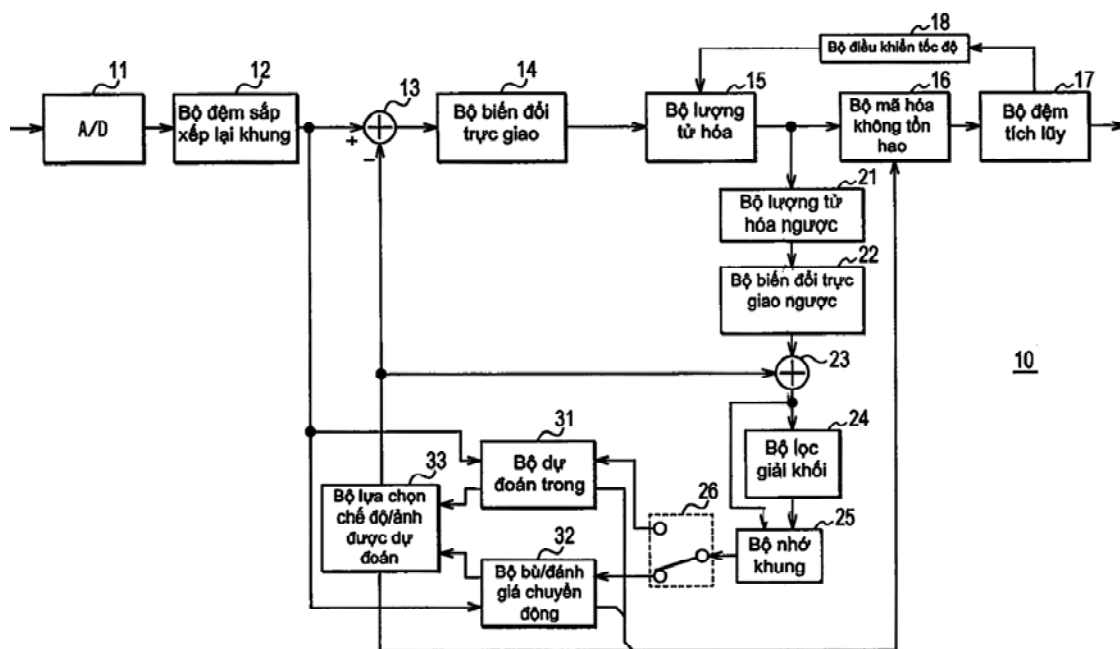 18
Bộ điều khiển tốc độ
11
A/D
12
Bộ đệm sắp
xếp lại khung
13
+
−
14
Bộ biến đổi
trực giao
15
Bộ lượng
tử hóa
16
Bộ mã hóa
không tổn
hao
17
Bộ đệm
tích lũy
21
Bộ lượng tử
hóa ngược
22
Bộ biến đổi trực
giao ngược
23
10
24
Bộ lọc
giải khối
25
Bộ nhớ
khung
26
31
Bộ dự
đoán trong
32
Bộ bù/đánh
giá chuyển
động
33
Bộ lựa chọn
chế độ/ảnh
được dự
đoán